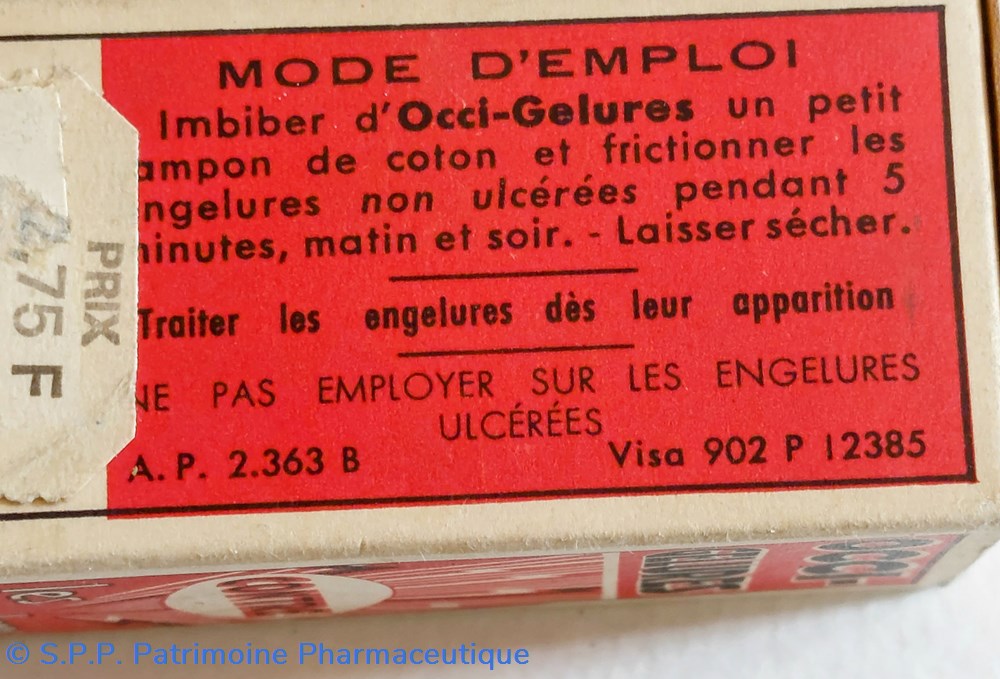 MODE D'EMPLOI
Imbiber d'Occi-Gelures un petit
ampon de coton et frictionner les
ngelures non ulcérées pendant 5
inutes, matin et soir. - Laisser sécher.
Traiter les engelures dès leur apparition
NE PAS EMPLOYER SUR LES ENGELURES
ULCÉRÉES
A. P. 2.363 B Visa 902 P 12385
PRIX
,75 F
OCCI-
© S.P.P. Patrimoine Pharmaceutique